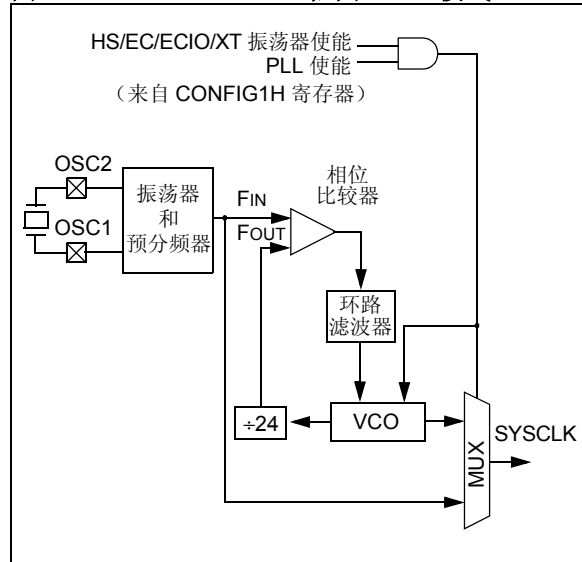 HS/EC/ECIO/XT 振荡器使能
PLL 使能
（来自 CONFIG1H 寄存器）
OSC2
OSC1
振荡器
和
预分频器
FIN
FOUT
相位
比较器
环路
滤波器
÷24
VCO
MUX
SYSCLK